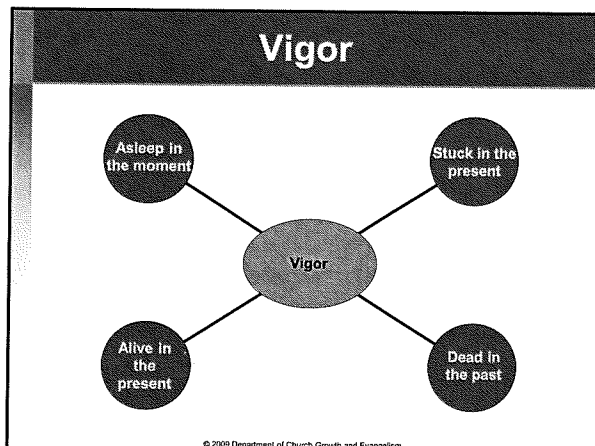 Vigor
Asleep in
the moment
Stuck in the
present
Vigor
Alive in
the
present
Dead in
the past
© 2009 Department of Church Growth and Evangelism